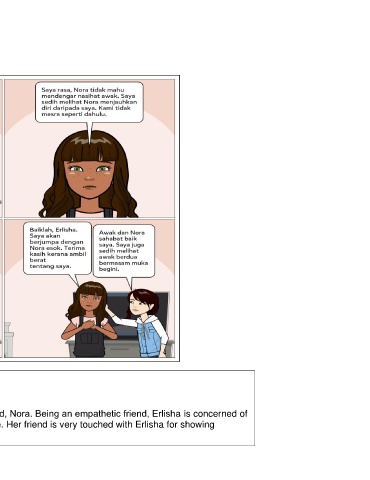 Saya rasa, Nora tidak mahu
mendengar nasihat awak. Saya
sedih melihat Nora menjauhkan
diri daripada saya. Kami tidak
mesra seperti dahulu.
Baiklah, Erlisha.
Saya akan
berjumpa dengan
Nora esok. Terima
kasih kerana ambil
berat
tentang saya.
Awak dan Nora
sahabat baik
saya. Saya juga
sedih melihat
awak berdua
bermasam muka
begini.
d, Nora. Being an empathetic friend, Erlisha is concerned of
e. Her friend is very touched with Erlisha for showing